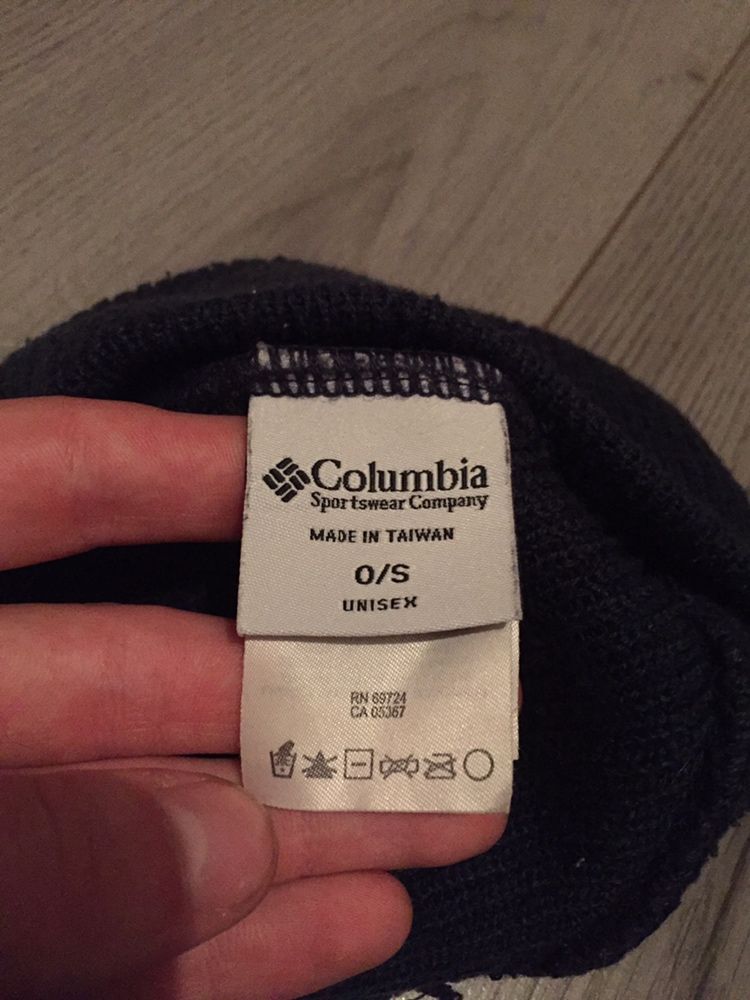 Columbia
Sportswear Company
MADE IN TAIWAN
O/S
UNISEX
RN 69724
CA 05367